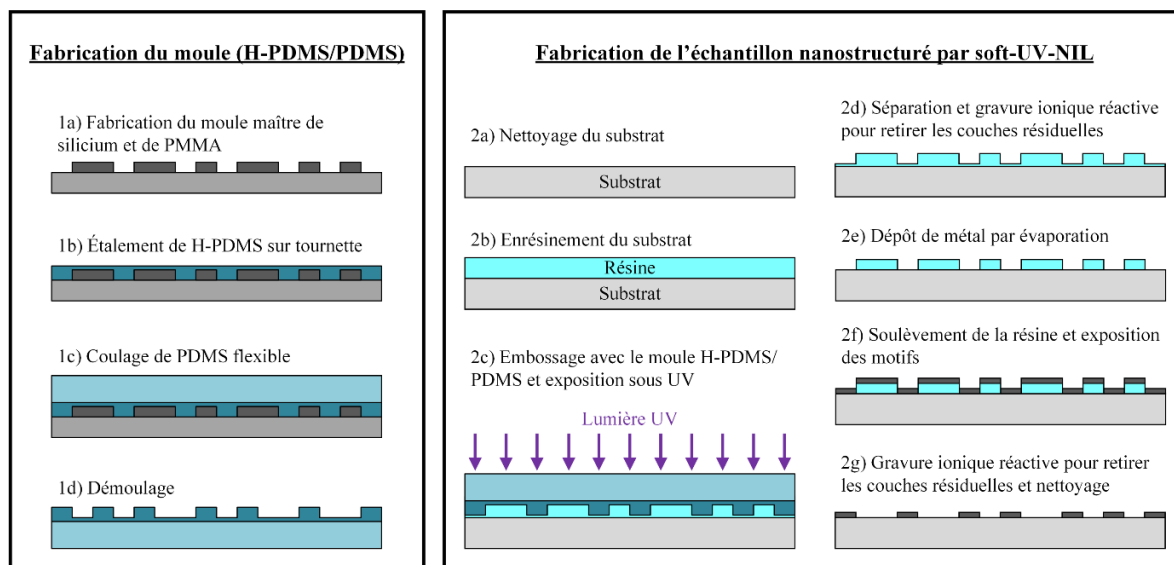 Fabrication du moule (H-PDMS/PDMS)
1a) Fabrication du moule maître de
silicium et de PMMA
1b) Étalement de H-PDMS sur tournette
1c) Coulage de PDMS flexible
1d) Démoulage
Fabrication de l’échantillon nanostructuré par soft-UV-NIL
2a) Nettoyage du substrat
Substrat
2b) Enrésinement du substrat
Résine
Substrat
2c) Embossage avec le moule H-PDMS/
PDMS et exposition sous UV
Lumière UV
2d) Séparation et gravure ionique réactive
pour retirer les couches résiduelles
2e) Dépôt de métal par évaporation
2f) Soulèvement de la résine et exposition
des motifs
2g) Gravure ionique réactive pour retirer
les couches résiduelles et nettoyage